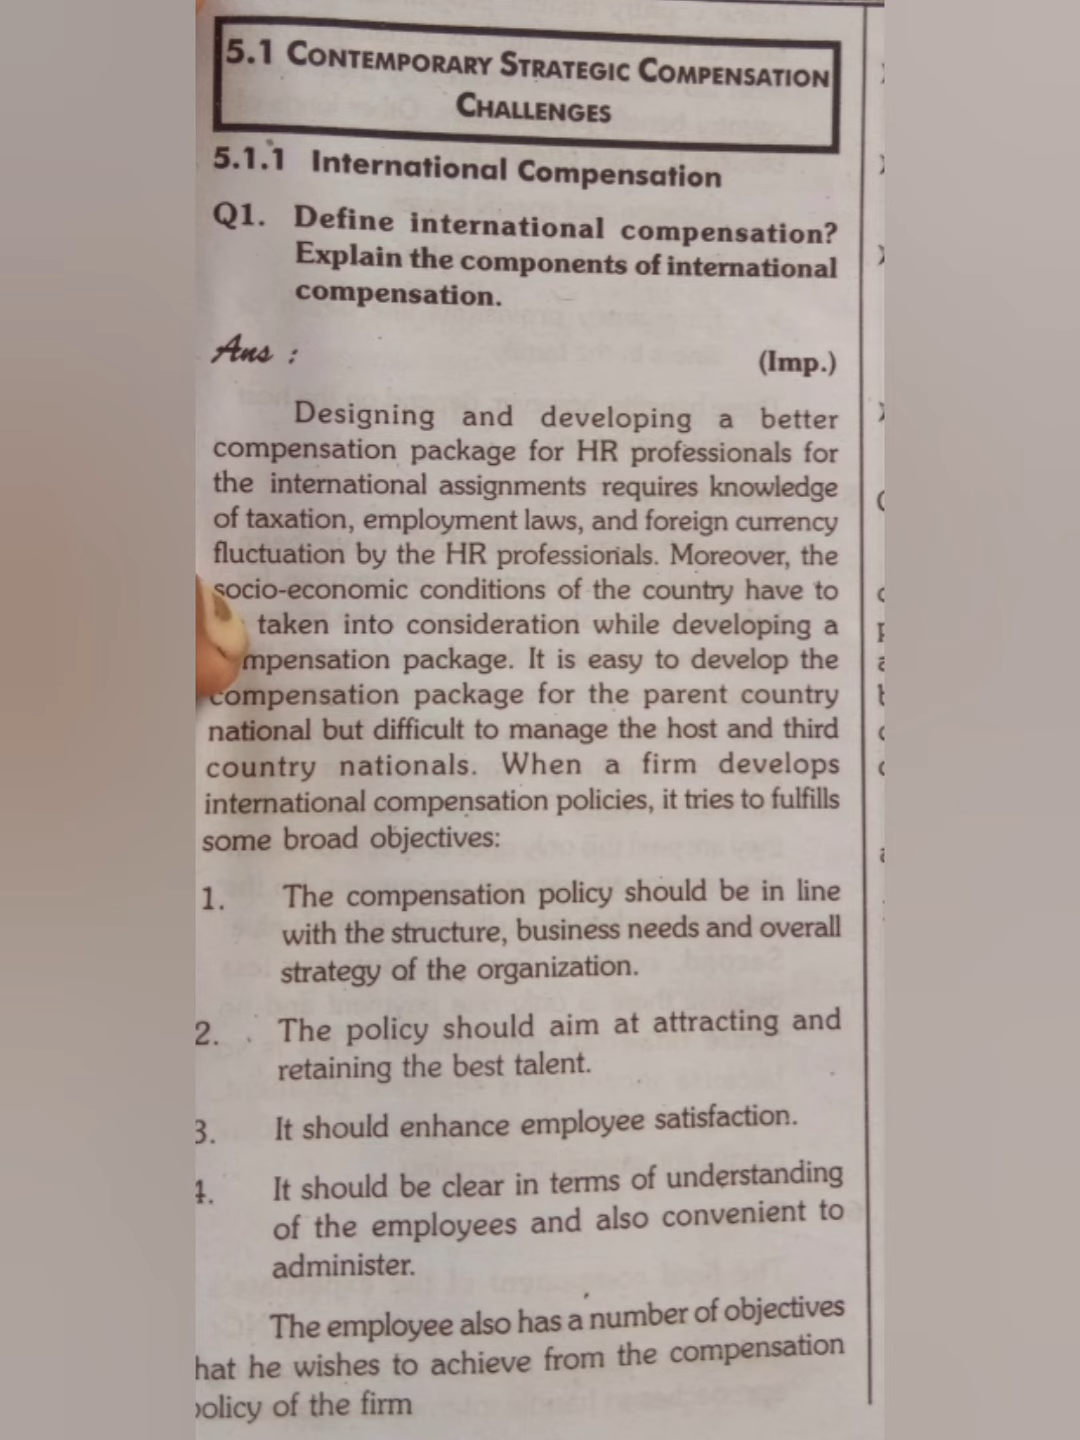 5.1 CONTEMPORARY STRATEGIC COMPENSATION
CHALLENGES
5.1.1 International Compensation
Q1. Define international compensation?
Explain the components of international
compensation.
Ans :
(Imp.)
Designing and developing a better
compensation package for HR professionals for
the international assignments requires knowledge
of taxation, employment laws, and foreign currency
fluctuation by the HR professionals. Moreover, the
socio-economic conditions of the country have to
taken into consideration while developing a
mpensation package. It is easy to develop the
compensation package for the parent country
national but difficult to manage the host and third
country nationals. When a firm develops
international compensation policies, it tries to fulfills
some broad objectives:
1. The compensation policy should be in line
with the structure, business needs and overall
strategy of the organization.
2. The policy should aim at attracting and
retaining the best talent.
3. It should enhance employee satisfaction.
4. It should be clear in terms of understanding
of the employees and also convenient to
administer.
The employee also has a number of objectives
hat he wishes to achieve from the compensation
policy of the firm